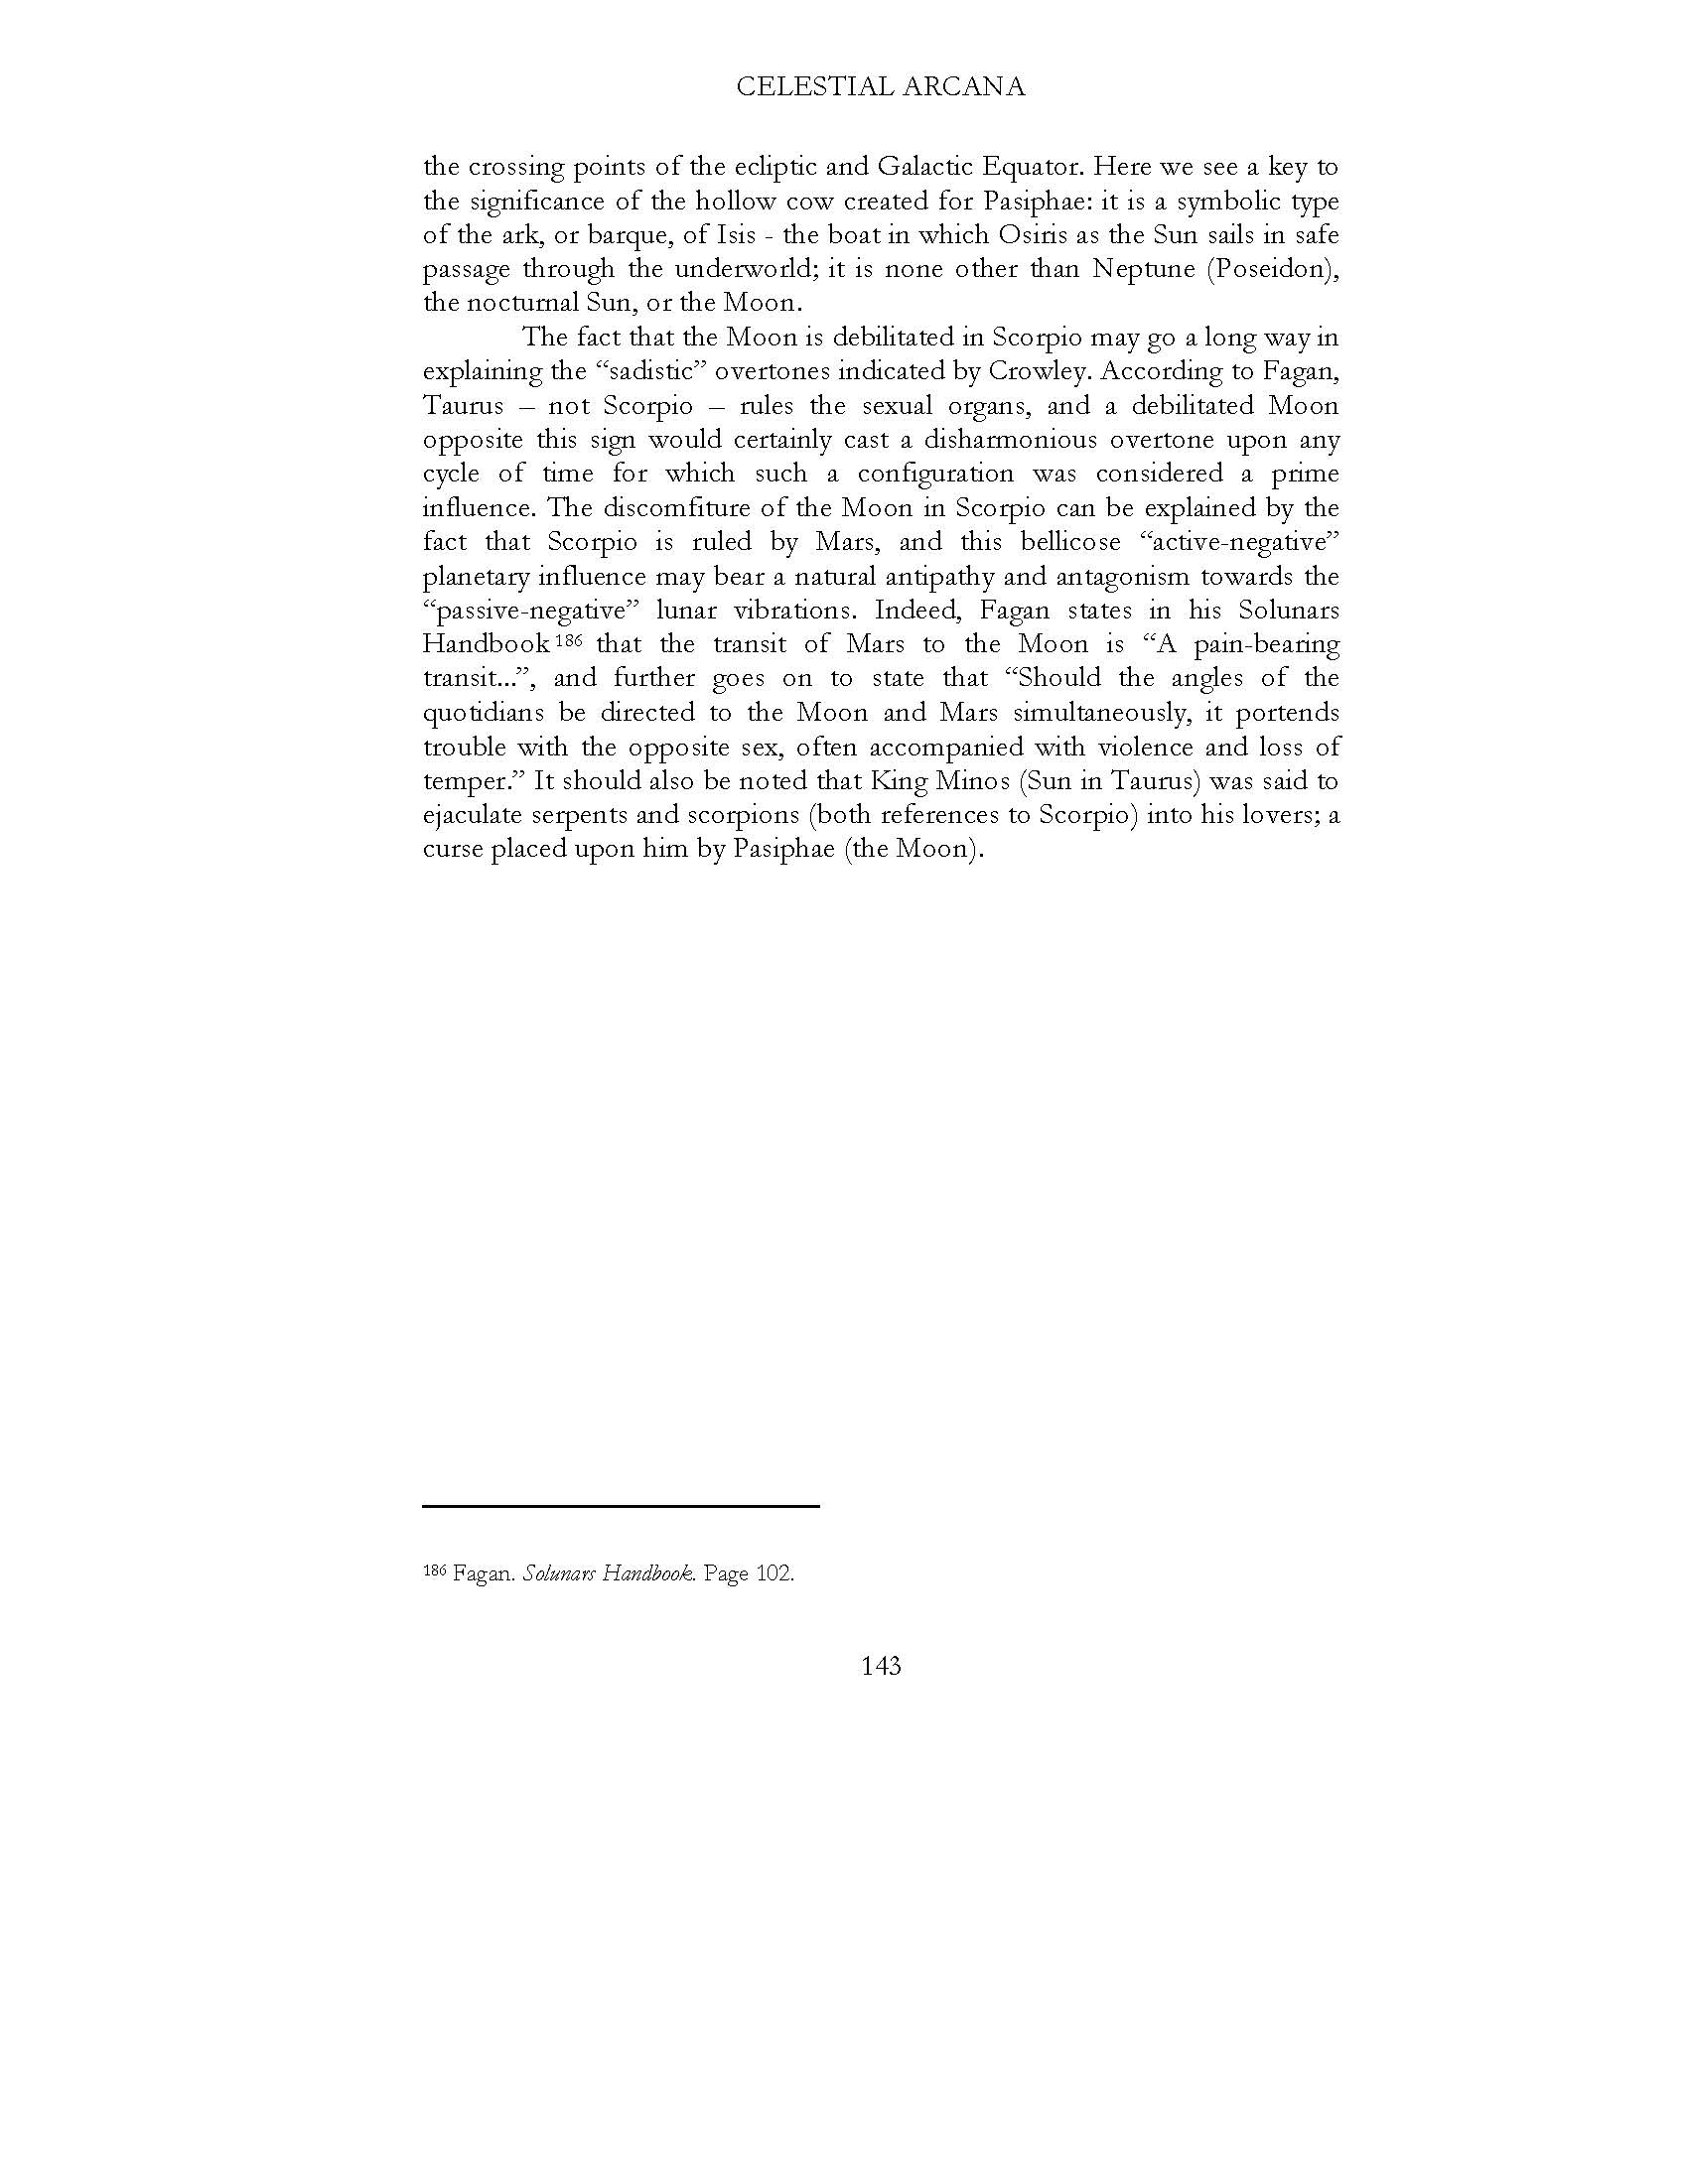 CELESTIAL ARCANA
the crossing points of the ecliptic and Galactic Equator. Here we see a key to
the significance of the hollow cow created for Pasiphae: it is a symbolic type
of the ark, or barque, of Isis - the boat in which Osiris as the Sun sails in safe
passage through the underworld; it is none other than Neptune (Poseidon),
the nocturnal Sun, or the Moon.
The fact that the Moon is debilitated in Scorpio may go a long way in
explaining the “sadistic” overtones indicated by Crowley. According to Fagan,
Taurus – not Scorpio – rules the sexual organs, and a debilitated Moon
opposite this sign would certainly cast a disharmonious overtone upon any
cycle of time for which such a configuration was considered a prime
influence. The discomfiture of the Moon in Scorpio can be explained by the
fact that Scorpio is ruled by Mars, and this bellicose “active-negative”
planetary influence may bear a natural antipathy and antagonism towards the
“passive-negative” lunar vibrations. Indeed, Fagan states in his Solunars
Handbook 186 that the transit of Mars to the Moon is “A pain-bearing
transit...”, and further goes on to state that “Should the angles of the
quotidians be directed to the Moon and Mars simultaneously, it portends
trouble with the opposite sex, often accompanied with violence and loss of
temper.” It should also be noted that King Minos (Sun in Taurus) was said to
ejaculate serpents and scorpions (both references to Scorpio) into his lovers; a
curse placed upon him by Pasiphae (the Moon).
186 Fagan. Solunars Handbook. Page 102.
143